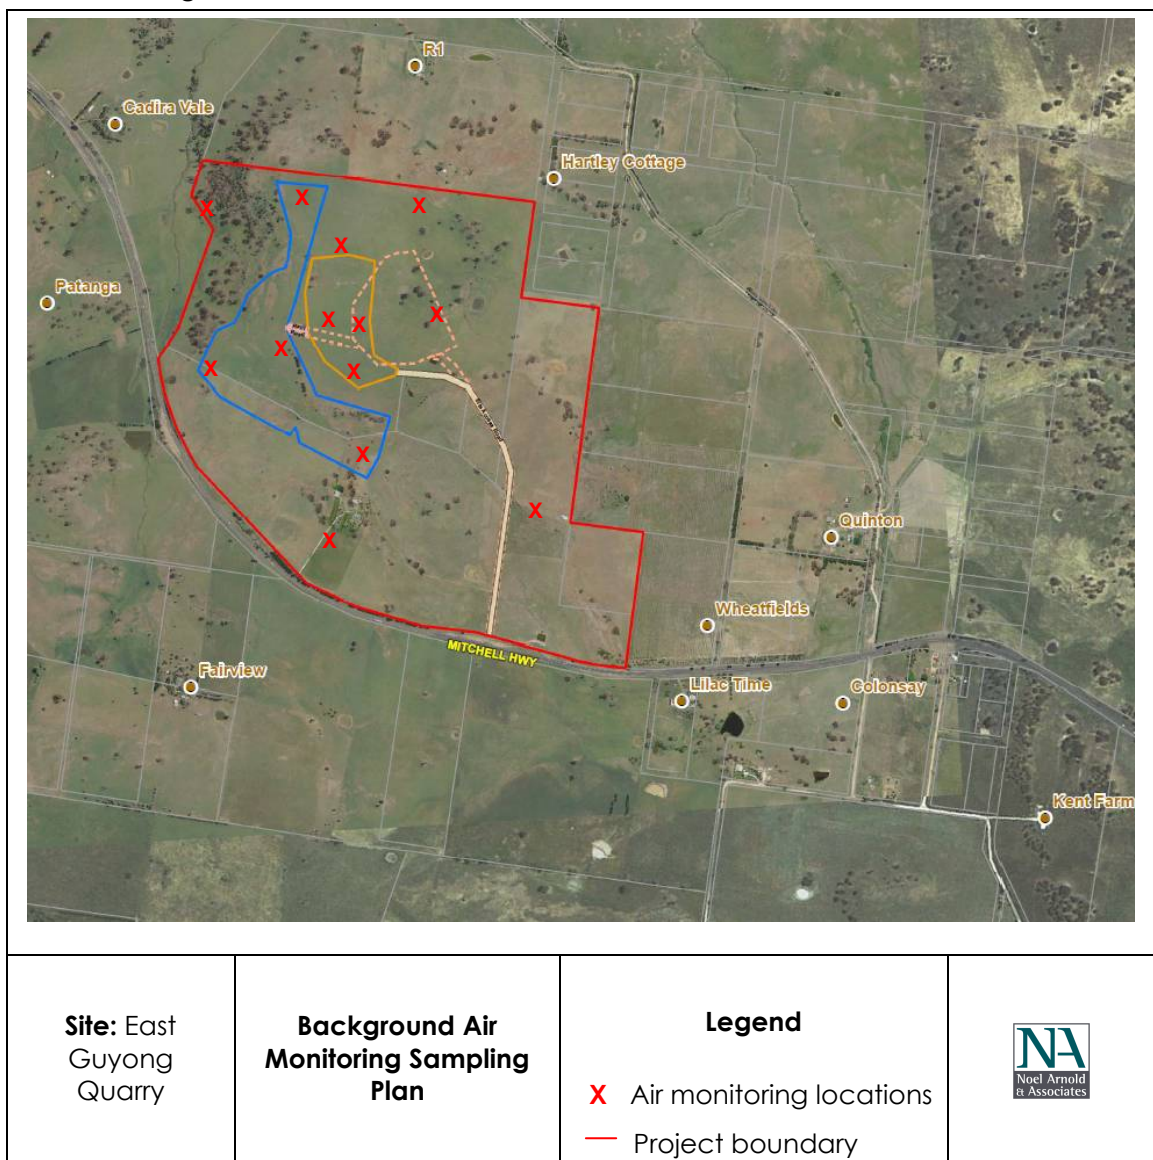 R1
Cadira Vale
Hartley Cottage
Patanga
X
X
X
X
X
X
X
X
X
X
X
X
X
Quinton
Wheatfields
MITCHELL HWY
Fairview
Lilac Time
Colonsay
Kent Farm
Site: East
Guyong
Quarry
Background Air
Monitoring Sampling
Plan
Legend
X Air monitoring locations
Project boundary
NA
Noel Arnold
& Associates